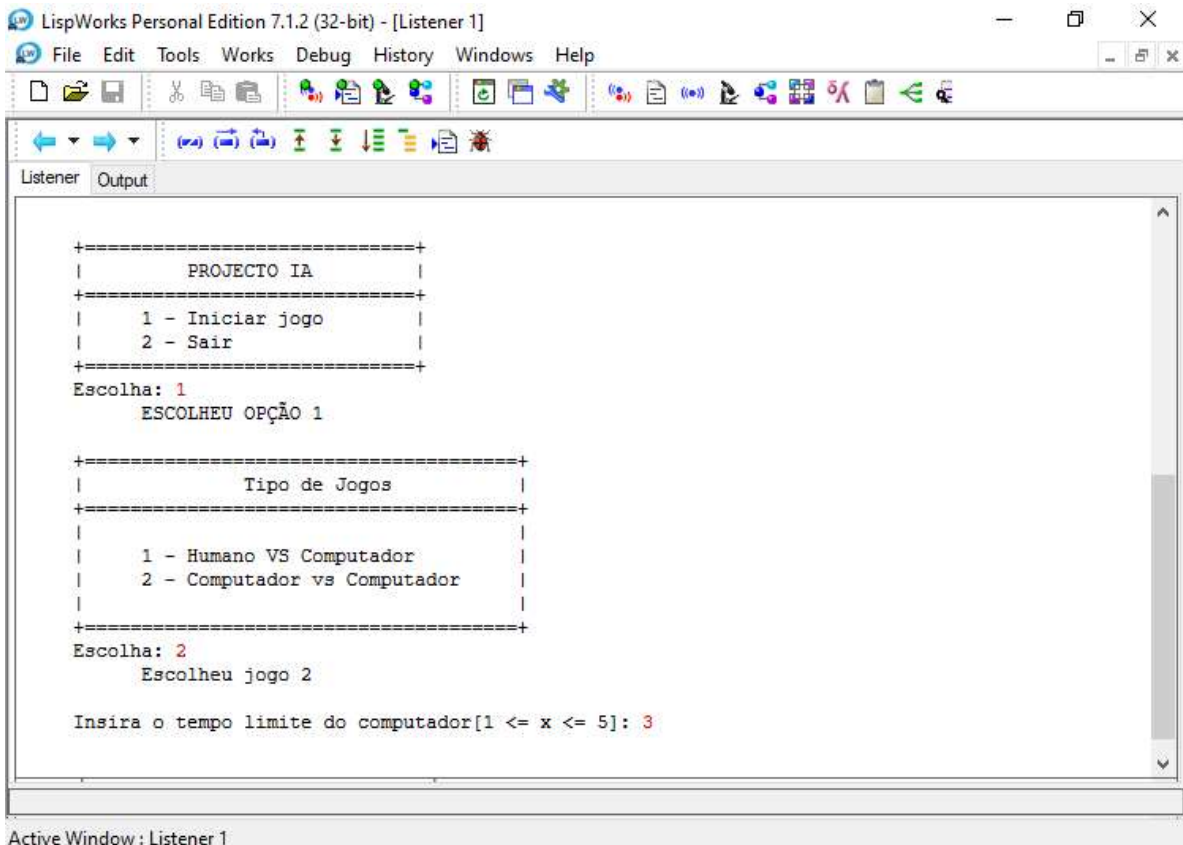 LispWorks Personal Edition 7.1.2 (32-bit) - [Listener 1]
File Edit Tools Works Debug History Windows Help
Listener Output
+=============================+
| PROJECTO IA |
+=============================+
| 1 - Iniciar jogo |
| 2 - Sair |
+=============================+
Escolha: 1
ESCOLHEU OPÇÃO 1
+======================================+
| Tipo de Jogos |
+======================================+
| |
| 1 - Humano VS Computador |
| 2 - Computador vs Computador |
| |
+======================================+
Escolha: 2
Escolheu jogo 2
Insira o tempo limite do computador[1 <= x <= 5]: 3
Active Window : Listener 1